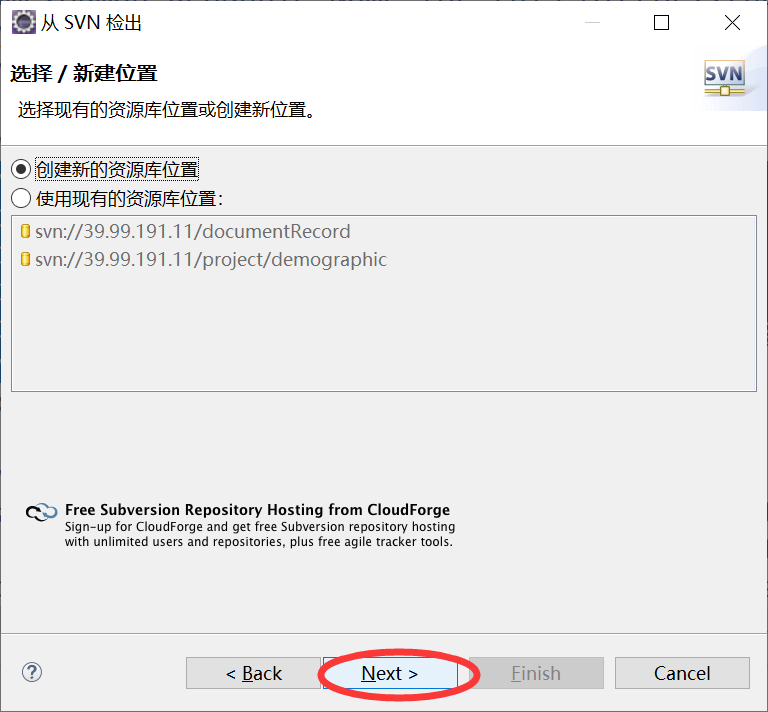 从 SVN 检出
选择 / 新建位置
选择现有的资源库位置或创建新位置。
SVN
创建新的资源库位置
使用现有的资源库位置:
svn://39.99.191.11/documentRecord
svn://39.99.191.11/project/demographic
Free Subversion Repository Hosting from CloudForge
Sign-up for CloudForge and get free Subversion repository hosting
with unlimited users and repositories, plus free agile tracker tools.
?
< Back
Next >
Finish
Cancel